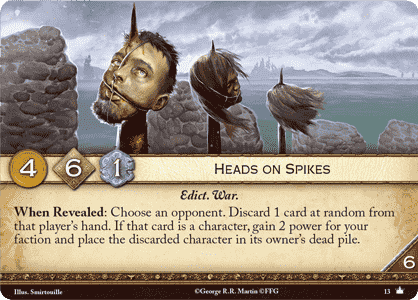 4 6 1 HEADS ON SPIKES
Edict. War.
When Revealed: Choose an opponent. Discard 1 card at random from
that player's hand. If that card is a character, gain 2 power for your
faction and place the discarded character in its owner's dead pile.
6
Illus. Smirtouille ©George R.R. Martin ©FFG 13